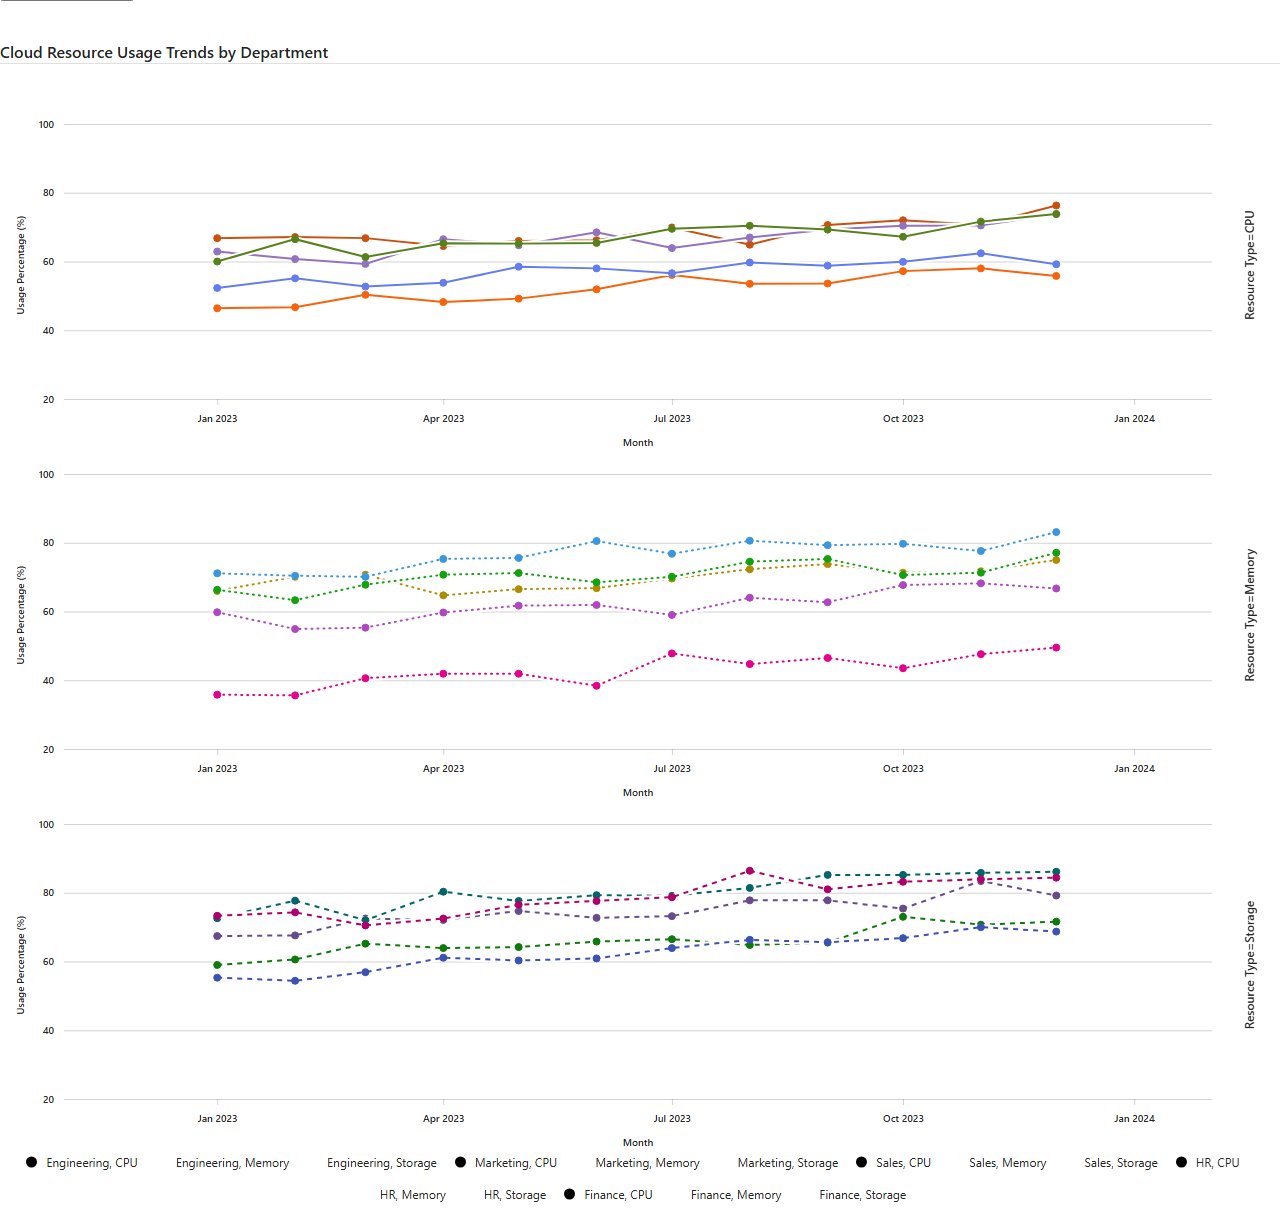 Cloud Resource Usage Trends by Department
100
80
60
40
20
Usage Percentage (%)
Resource Type=CPU
Jan 2023 Apr 2023 Jul 2023 Oct 2023 Jan 2024
Month
100
80
60
40
20
Usage Percentage (%)
Resource Type=Memory
Jan 2023 Apr 2023 Jul 2023 Oct 2023 Jan 2024
Month
100
80
60
40
20
Usage Percentage (%)
Resource Type=Storage
Jan 2023 Apr 2023 Jul 2023 Oct 2023 Jan 2024
Month
Engineering, CPU Engineering, Memory Engineering, Storage Marketing, CPU Marketing, Memory Marketing, Storage Sales, CPU Sales, Memory Sales, Storage HR, CPU
HR, Memory HR, Storage Finance, CPU Finance, Memory Finance, Storage